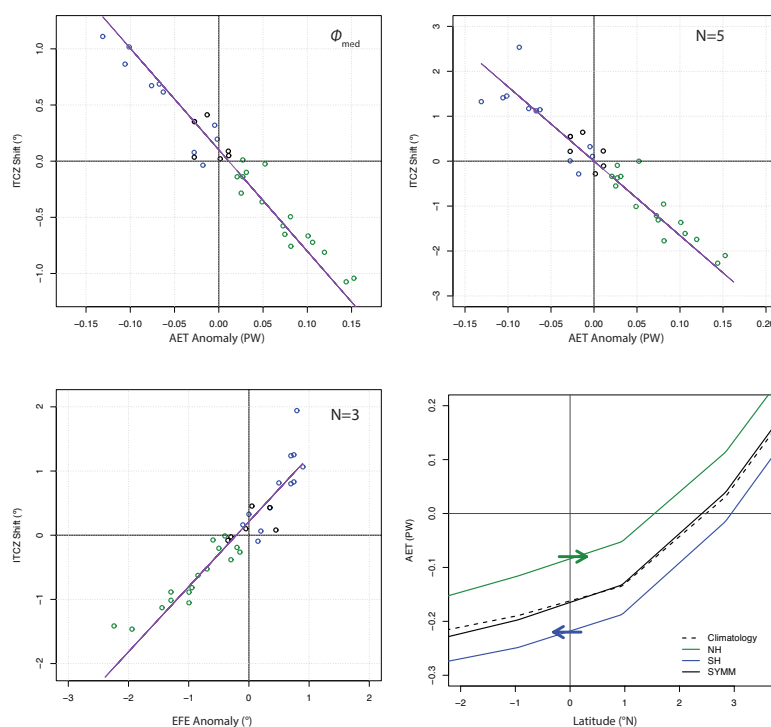 ϕmed
1.0
0.5
0.0
−0.5
−1.0
ITCZ Shift (°)
−0.15 −0.10 −0.05 0.00 0.05 0.10 0.15
AET Anomaly (PW)
N=5
3
2
1
0
−1
−2
−3
ITCZ Shift (°)
−0.15 −0.10 −0.05 0.00 0.05 0.10 0.15 0.20
AET Anomaly (PW)
N=3
2
1
0
−1
−2
ITCZ Shift (°)
−3 −2 −1 0 1 2
EFE Anomaly (°)
0.2
0.1
−0.0
−0.1
−0.2
−0.3
AET (PW)
−2 −1 0 1 2 3
Latitude (°N)
Climatology
NH
SH
SYMM